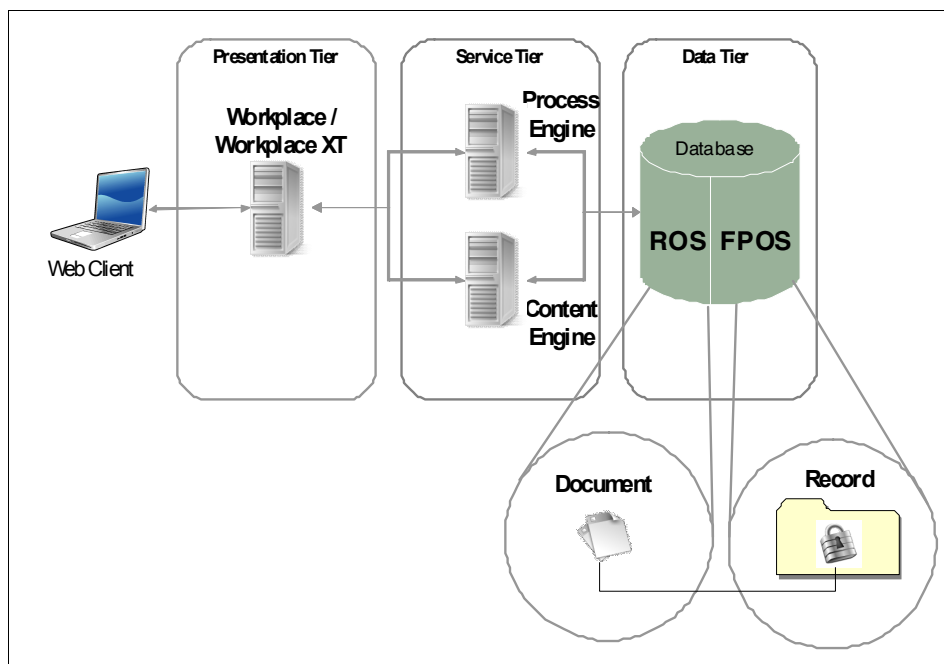 Presentation Tier
Service Tier
Data Tier
Workplace /
Workplace XT
Process
Engine
Database
ROS
FPOS
Web Client
Content
Engine
Document
Record